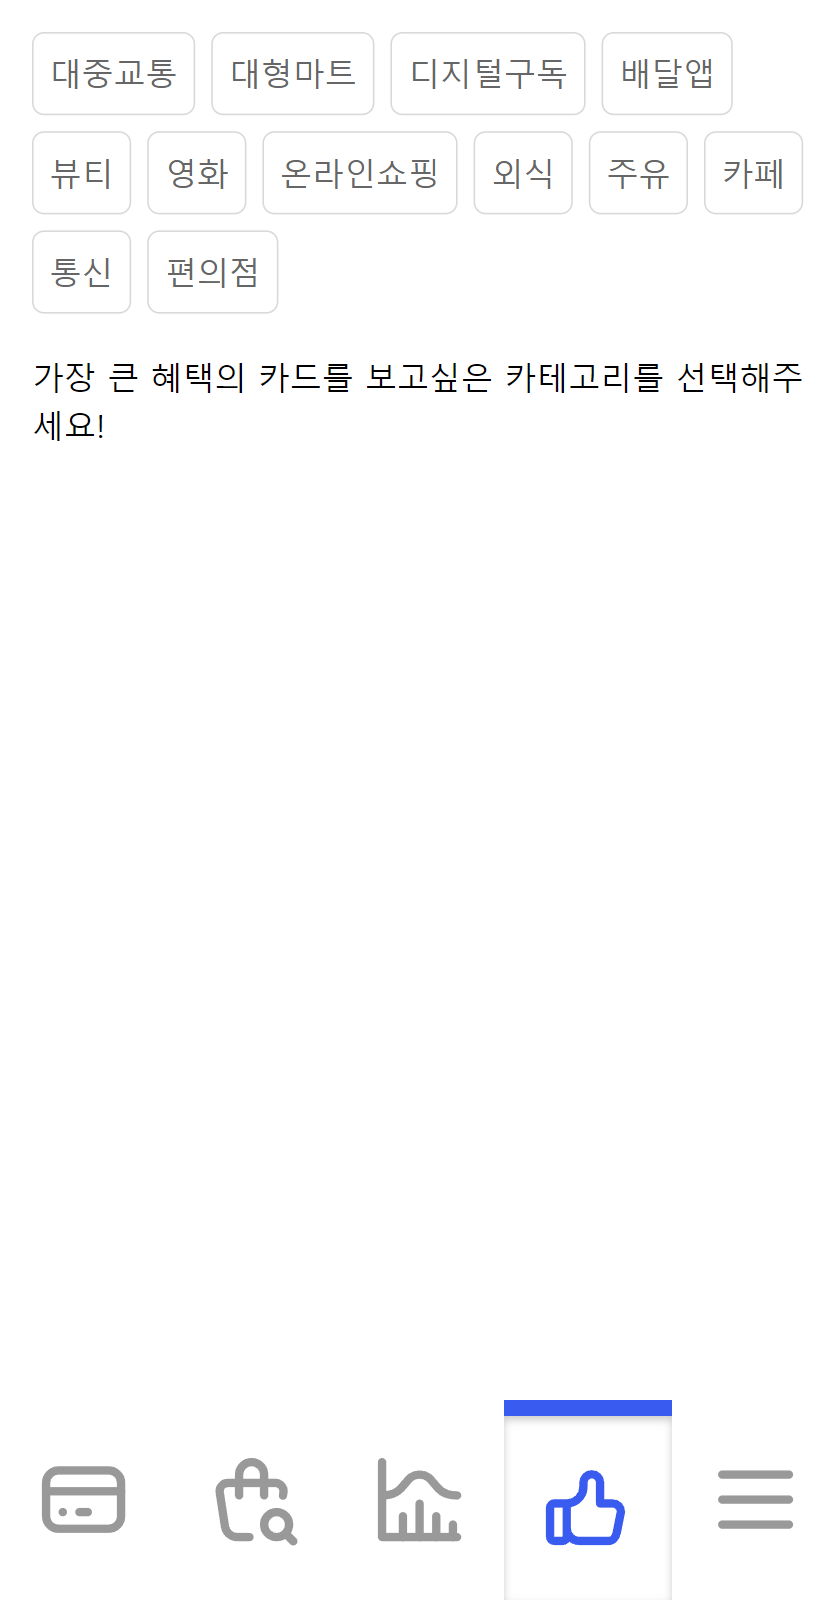 대중교통 대형마트 디지털구독 배달앱
뷰티 영화 온라인쇼핑 외식 주유 카페
통신 편의점
가장 큰 혜택의 카드를 보고싶은 카테고리를 선택해주
세요!